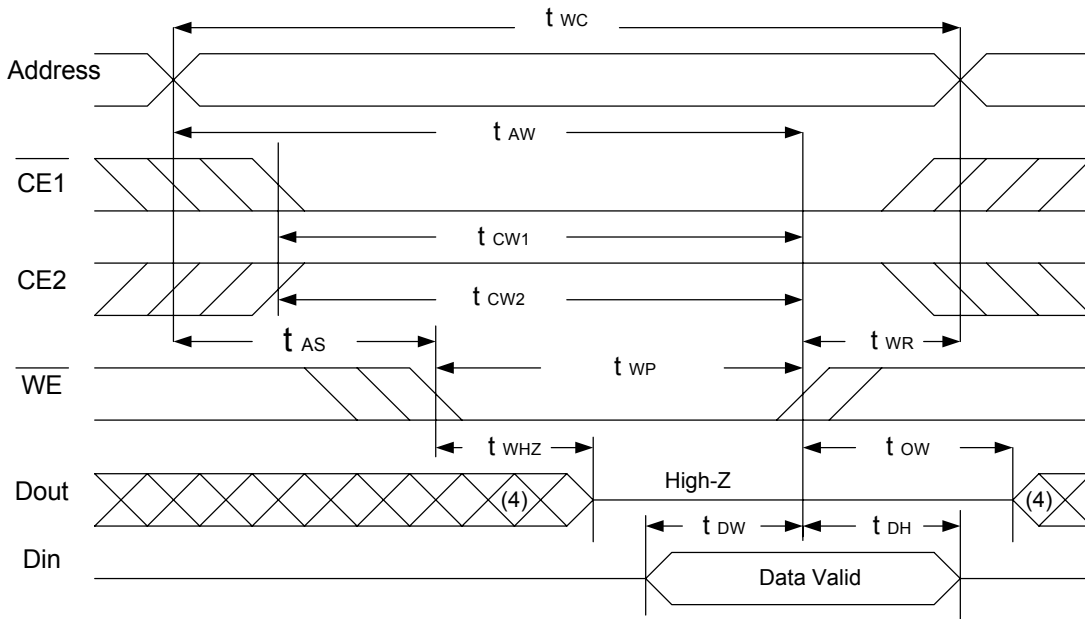 t WC
Address
t AW
CE1
t CW1
CE2
t CW2
t AS
t WR
t WP
WE
t WHZ
t OW
Dout
(4)
High-Z
(4)
t DW
t DH
Din
Data Valid